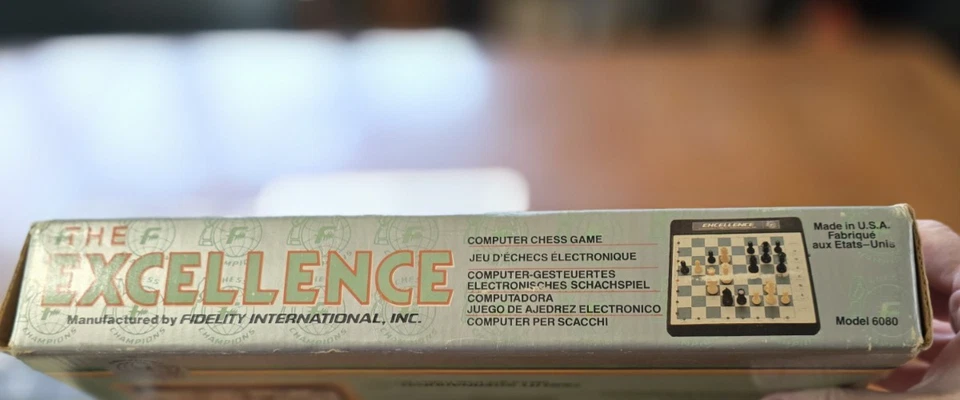 THE
EXCELLENCE
Manufactured by FIDELITY INTERNATIONAL, INC.
COMPUTER CHESS GAME
JEU D'ÉCHECS ÉLECTRONIQUE
COMPUTER-GESTEUERTES
ELECTRONISCHES SCHACHSPIEL
COMPUTADORA
JUEGO DE AJEDREZ ELECTRONICO
COMPUTER PER SCACCHI
EXCELLENCE
Made in U.S.A.
Fabriqué
aux Etats-Unis
Model 6080